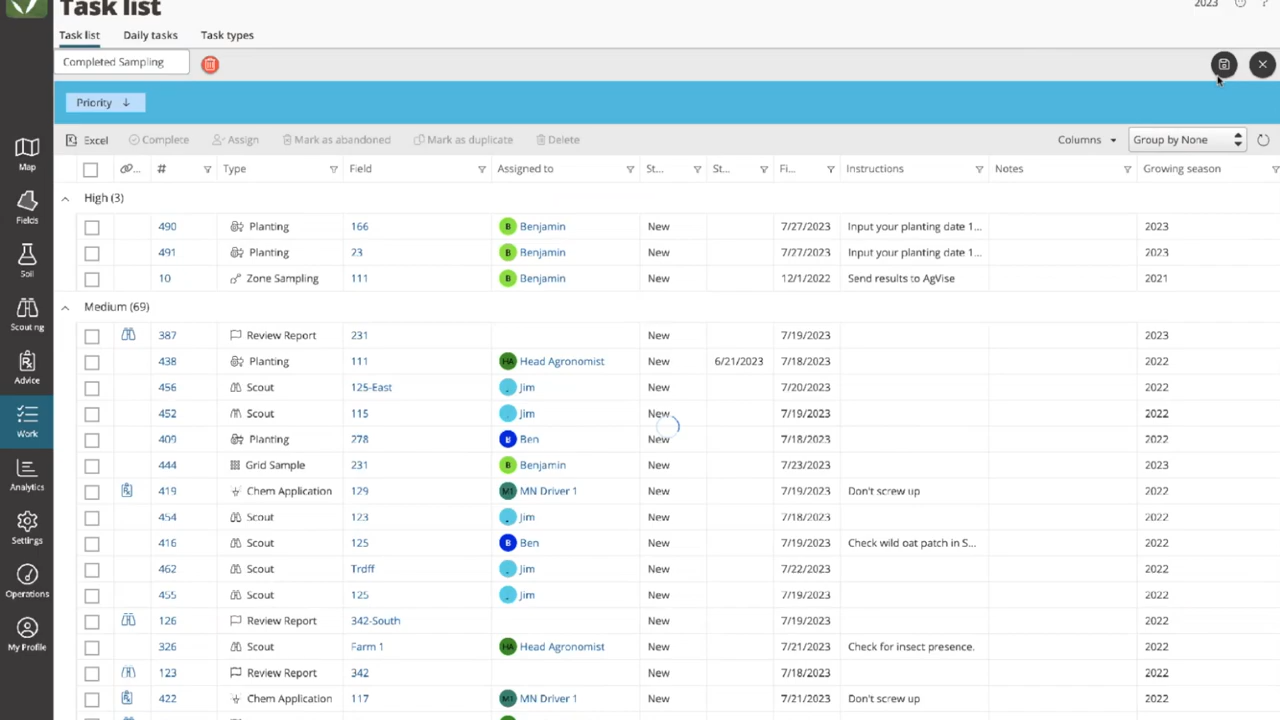 Task list
2023
?
Task list Daily tasks Task types
Completed Sampling
Priority ↓
Excel Complete Assign Mark as abandoned Mark as duplicate Delete Columns Group by None
# Type Field Assigned to St... St... Fi... Instructions Notes Growing season
High (3)
490 Planting 166 B Benjamin New 7/27/2023 Input your planting date 1... 2023
491 Planting 23 B Benjamin New 7/27/2023 Input your planting date 1... 2023
10 Zone Sampling 111 B Benjamin New 12/1/2022 Send results to AgVise 2021
Medium (69)
387 Review Report 231 New 7/19/2023 2023
438 Planting 111 HA Head Agronomist New 6/21/2023 7/18/2023 2022
456 Scout 125-East Jim New 7/20/2023 2022
452 Scout 115 Jim New 7/19/2023 2022
409 Planting 278 B Ben New 7/18/2023 2022
444 Grid Sample 231 B Benjamin New 7/23/2023 2023
419 Chem Application 129 M1 MN Driver 1 New 7/19/2023 Don't screw up 2022
454 Scout 123 Jim New 7/18/2023 2022
416 Scout 125 B Ben New 7/19/2023 Check wild oat patch in S... 2022
462 Scout Trdff Jim New 7/22/2023 2022
455 Scout 125 Jim New 7/19/2023 2022
126 Review Report 342-South New 7/19/2023 2022
326 Scout Farm 1 HA Head Agronomist New 7/21/2023 Check for insect presence. 2022
123 Review Report 342 New 7/18/2023 2022
422 Chem Application 117 M1 MN Driver 1 New 7/21/2023 Don't screw up 2022
Map
Fields
Soil
Scouting
Advice
Work
Analytics
Settings
Operations
My Profile